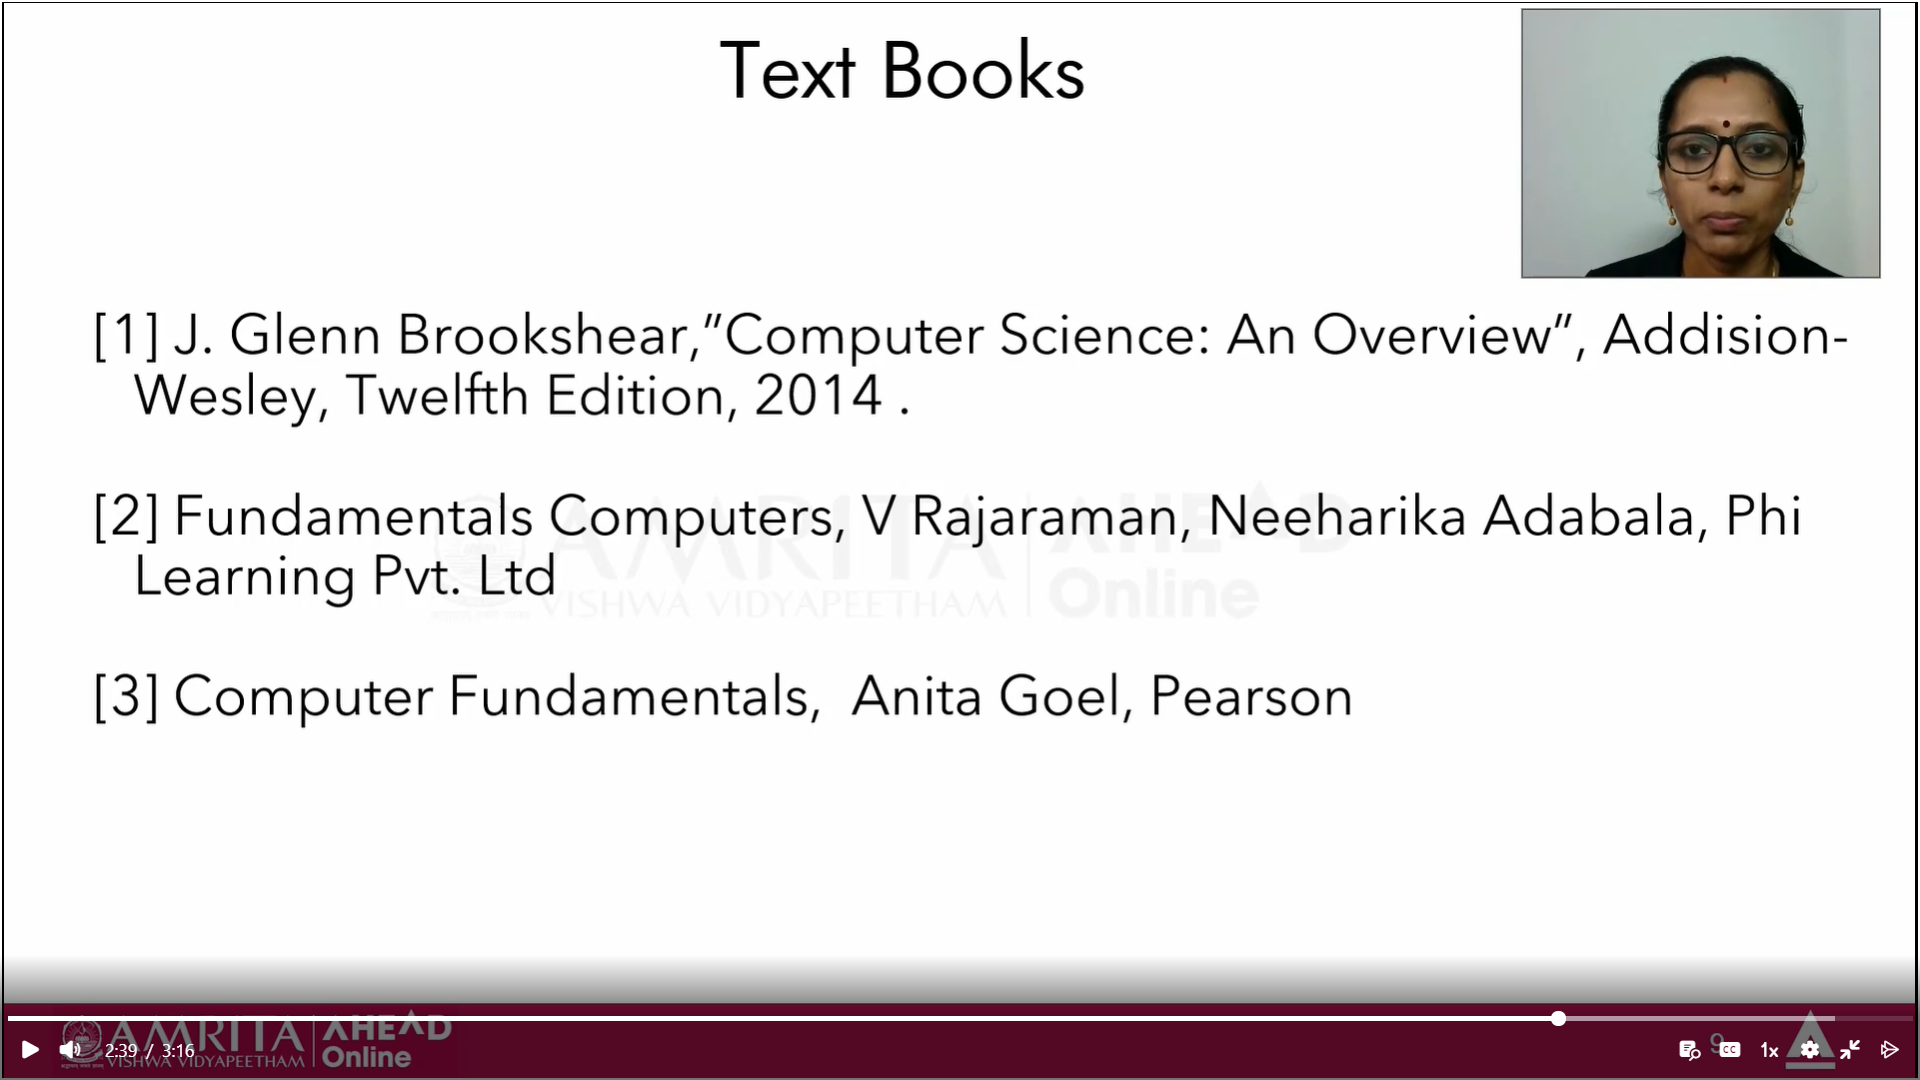 Text Books
[1] J. Glenn Brookshear,”Computer Science: An Overview”, Addision-
Wesley, Twelfth Edition, 2014 .
[2] Fundamentals Computers, V Rajaraman, Neeharika Adabala, Phi
Learning Pvt. Ltd
[3] Computer Fundamentals, Anita Goel, Pearson
AMRITA AHEAD
VISHWA VIDYAPEETHAM Online
AMRITA AHEAD
VISHWA VIDYAPEETHAM Online
2:39 / 3:16
9
CC
1x